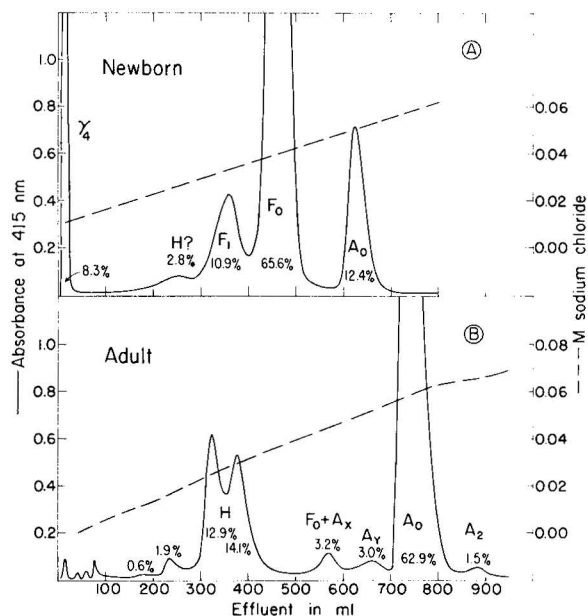 Newborn
Ⓐ
1.0
0.8
0.6
0.4
0.2
γ4
8.3%
H?
2.8%
F1
10.9%
F0
65.6%
A0
12.4%
0.06
0.04
0.02
0.00
Absorbance at 415 nm
M sodium chloride
Adult
Ⓑ
1.0
0.8
0.6
0.4
0.2
0.6%
1.9%
H
12.9%
14.1%
F0+AX
3.2%
AY
3.0%
A0
62.9%
A2
1.5%
0.08
0.06
0.04
0.02
0.00
100 200 300 400 500 600 700 800 900
Effluent in ml